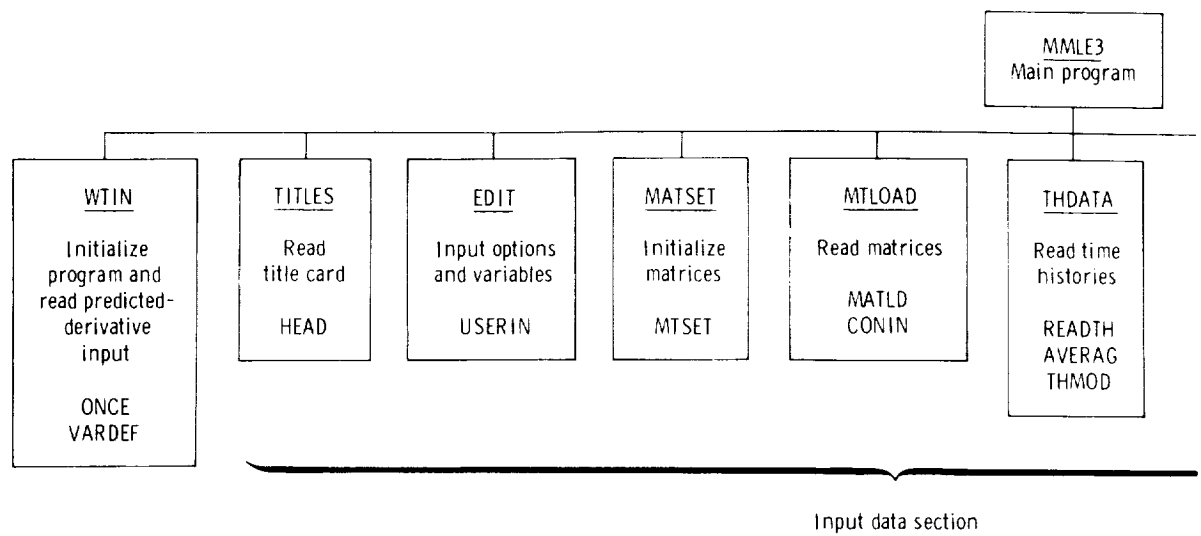 MMLE3
Main program
WTIN
Initialize
program and
read predicted-
derivative
input
ONCE
VARDEF
TITLES
Read
title card
HEAD
EDIT
Input options
and variables
USERIN
MATSET
Initialize
matrices
MTSET
MTLOAD
Read matrices
MATLD
CONIN
THDATA
Read time
histories
READTH
AVERAG
THMOD
Input data section